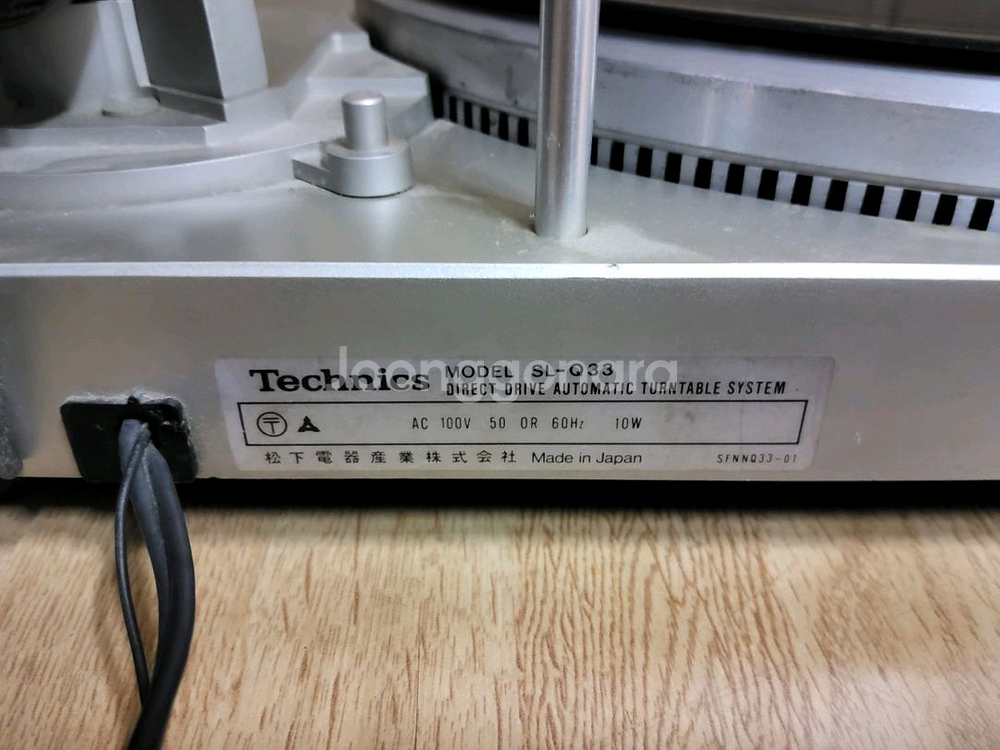 Technics MODEL SL-Q33
DIRECT DRIVE AUTOMATIC TURNTABLE SYSTEM
〒 AC 100V 50 OR 60Hz 10W
松下電器産業株式会社 Made in Japan SFNNQ33-01